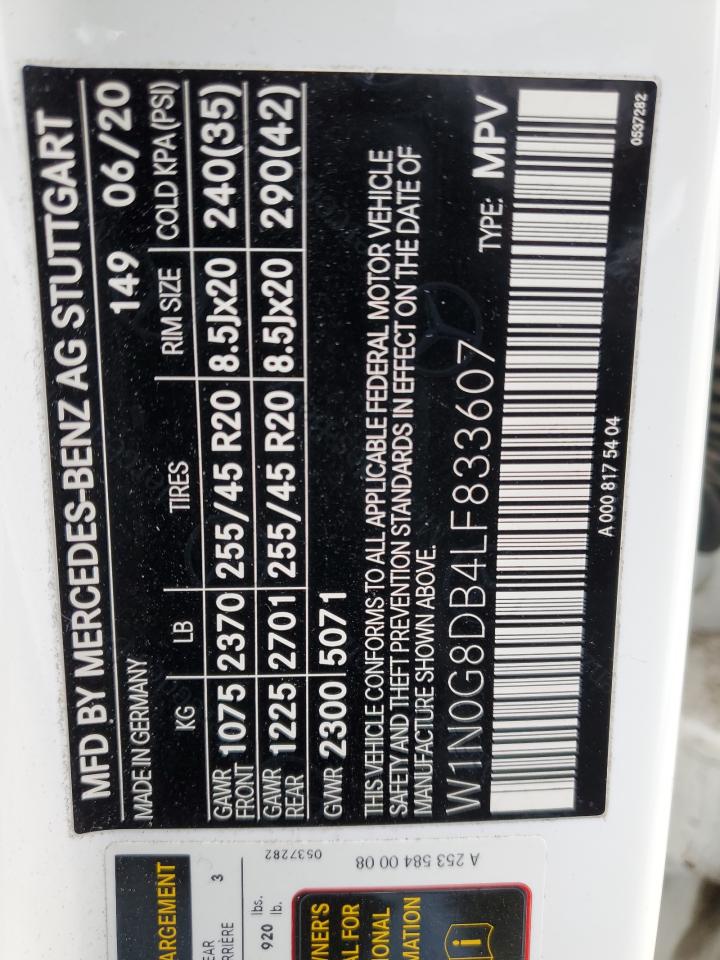 MFD BY MERCEDES-BENZ AG STUTTGART
MADE IN GERMANY 149 06/20
KG LB TIRES RIM SIZE COLD KPA (PSI)
GAWR FRONT 1075 2370 255/45 R20 8.5Jx20 240(35)
GAWR REAR 1225 2701 255/45 R20 8.5Jx20 290(42)
GVWR 2300 5071
THIS VEHICLE CONFORMS TO ALL APPLICABLE FEDERAL MOTOR VEHICLE
SAFETY AND THEFT PREVENTION STANDARDS IN EFFECT ON THE DATE OF
MANUFACTURE SHOWN ABOVE.
W1N0G8DB4LF833607 TYPE: MPV
A 000 817 54 04 0537282
ARGEMENT
3
920 lbs.
lb.
0537282
A 253 584 00 08